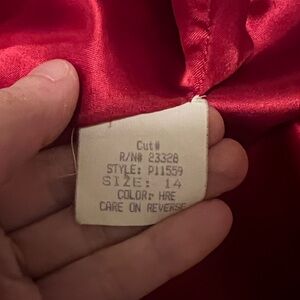 Cut#
R/N# 23328
STYLE: P11559
SIZE: 14
COLOR: HRE
CARE ON REVERSE